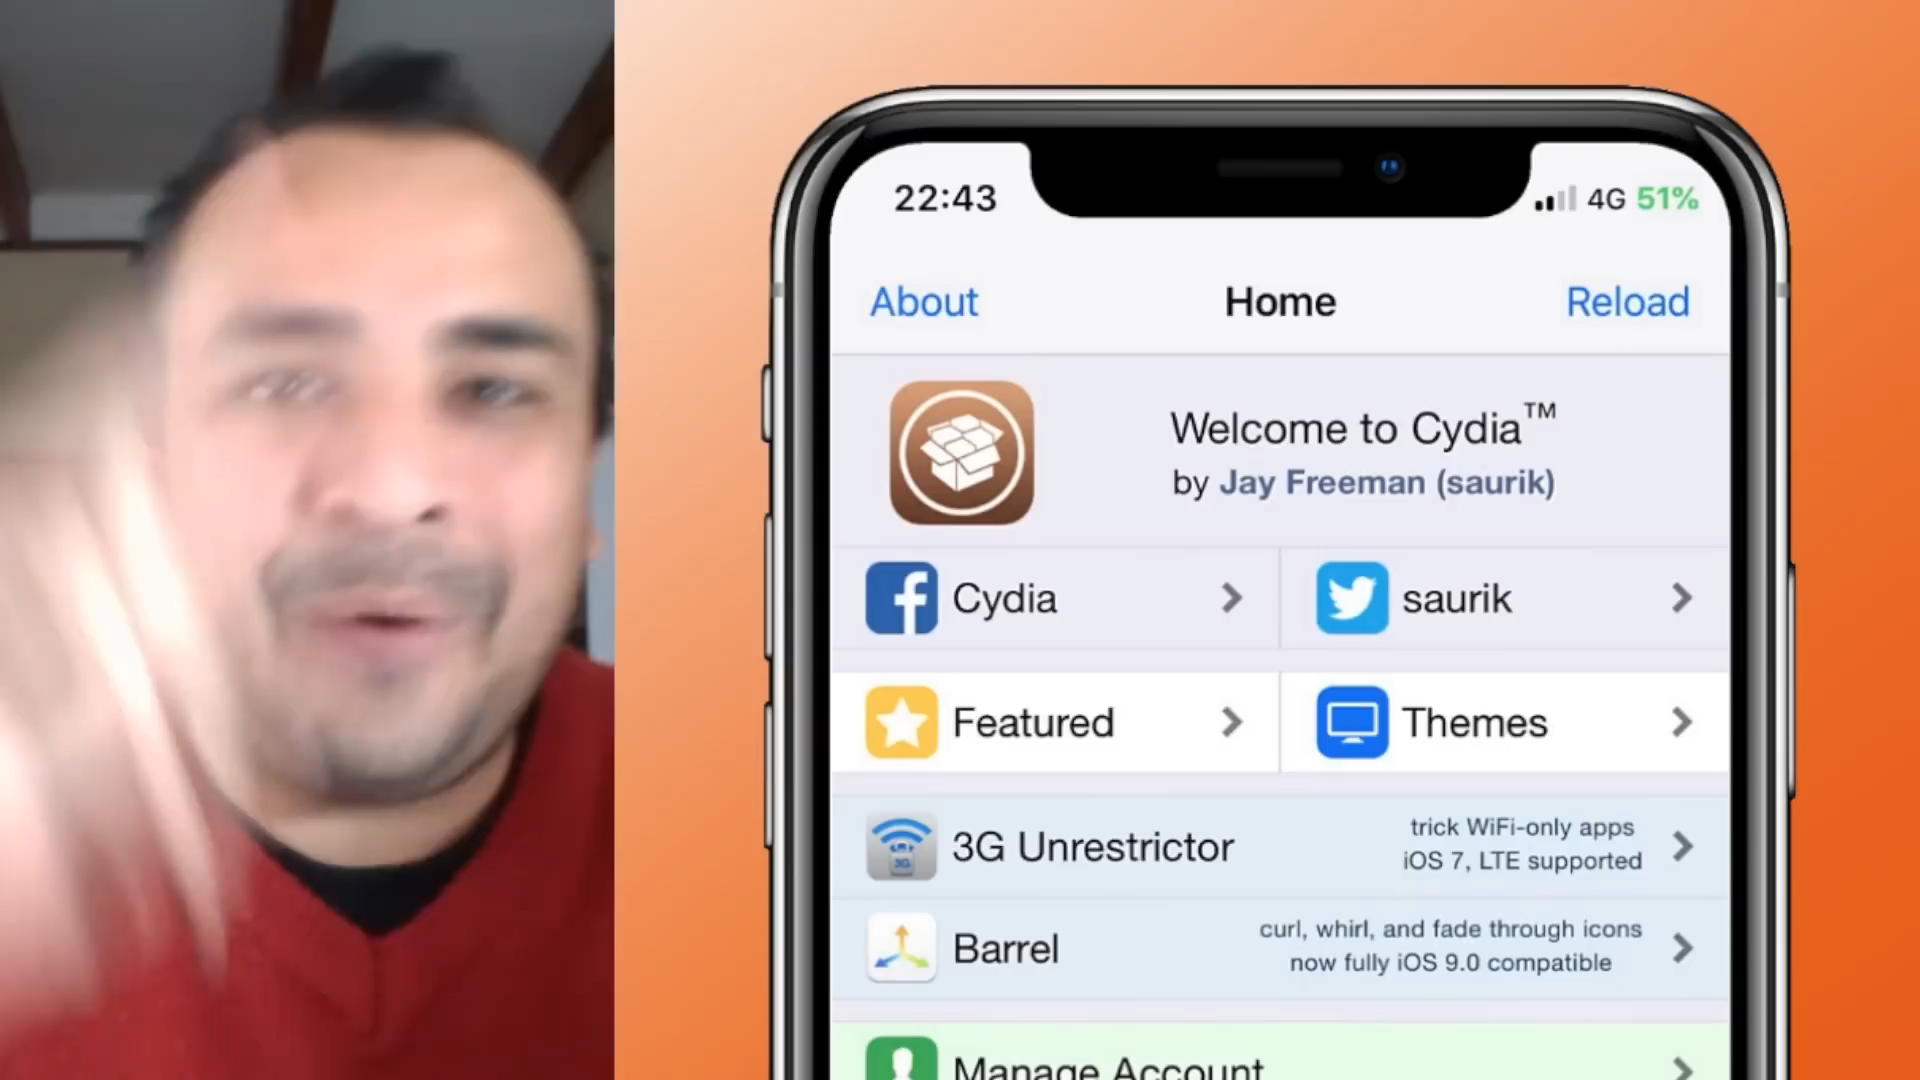 22:43
4G 51%
About
Home
Reload
Welcome to Cydia™
by Jay Freeman (saurik)
Cydia
saurik
Featured
Themes
3G Unrestrictor
trick WiFi-only apps
iOS 7, LTE supported
3G
Barrel
curl, whirl, and fade through icons
now fully iOS 9.0 compatible
Manage Account